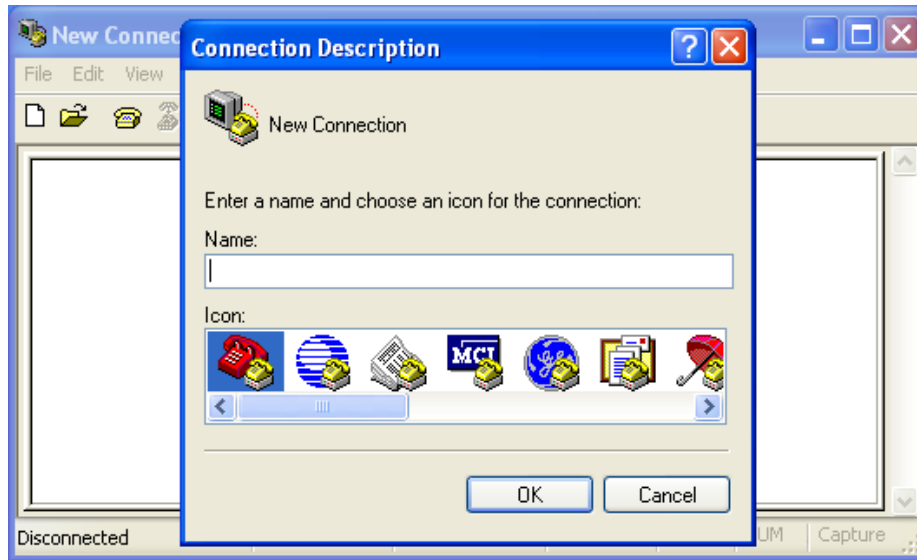 New Connec
Connection Description
File Edit View
New Connection
Enter a name and choose an icon for the connection:
Name:
Icon:
MCI
OK Cancel
Disconnected
UM Capture